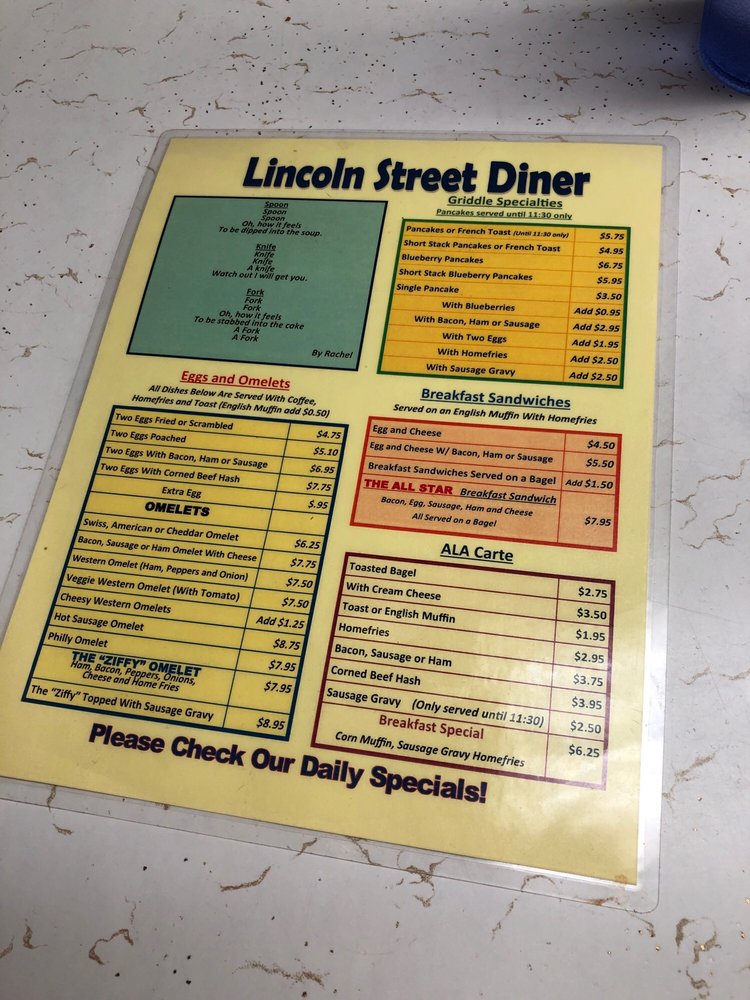 Lincoln Street Diner
Spoon
Spoon
Spoon
Oh, how it feels
To be dipped into the soup.
Knife
Knife
Knife
A knife
Watch out I will get you.
Fork
Fork
Fork
Oh, how it feels
To be stabbed into the cake
A Fork
A Fork
By Rachel
Griddle Specialties
Pancakes served until 11:30 only
Pancakes or French Toast (Until 11:30 only) $5.75
Short Stack Pancakes or French Toast $4.95
Blueberry Pancakes $6.75
Short Stack Blueberry Pancakes $5.95
Single Pancake $3.50
With Blueberries Add $0.95
With Bacon, Ham or Sausage Add $2.95
With Two Eggs Add $1.95
With Homefries Add $2.50
With Sausage Gravy Add $2.50
Eggs and Omelets
All Dishes Below Are Served With Coffee,
Homefries and Toast (English Muffin add $0.50)
Two Eggs Fried or Scrambled $4.75
Two Eggs Poached $5.10
Two Eggs With Bacon, Ham or Sausage $6.95
Two Eggs With Corned Beef Hash $7.75
Extra Egg $.95
OMELETS
Swiss, American or Cheddar Omelet $6.25
Bacon, Sausage or Ham Omelet With Cheese $7.75
Western Omelet (Ham, Peppers and Onion) $7.50
Veggie Western Omelet (With Tomato) $7.50
Cheesy Western Omelets Add $1.25
Hot Sausage Omelet $8.75
Philly Omelet $7.95
THE "ZIFFY" OMELET
Ham, Bacon, Peppers, Onions,
Cheese and Home Fries $7.95
The "Ziffy" Topped With Sausage Gravy $8.95
Breakfast Sandwiches
Served on an English Muffin With Homefries
Egg and Cheese $4.50
Egg and Cheese W/ Bacon, Ham or Sausage $5.50
Breakfast Sandwiches Served on a Bagel Add $1.50
THE ALL STAR Breakfast Sandwich
Bacon, Egg, Sausage, Ham and Cheese
All Served on a Bagel $7.95
ALA Carte
Toasted Bagel $2.75
With Cream Cheese $3.50
Toast or English Muffin $1.95
Homefries $2.95
Bacon, Sausage or Ham $3.75
Corned Beef Hash $3.95
Sausage Gravy (Only served until 11:30) $2.50
Breakfast Special
Corn Muffin, Sausage Gravy Homefries $6.25
Please Check Our Daily Specials!